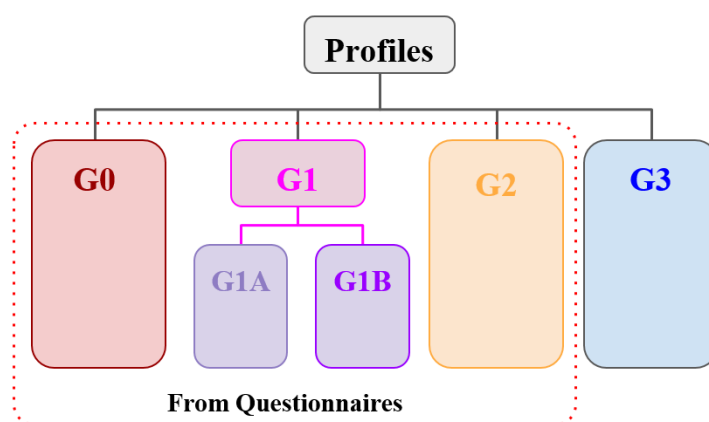 Profiles
G0
G1
G2
G3
G1A
G1B
From Questionnaires